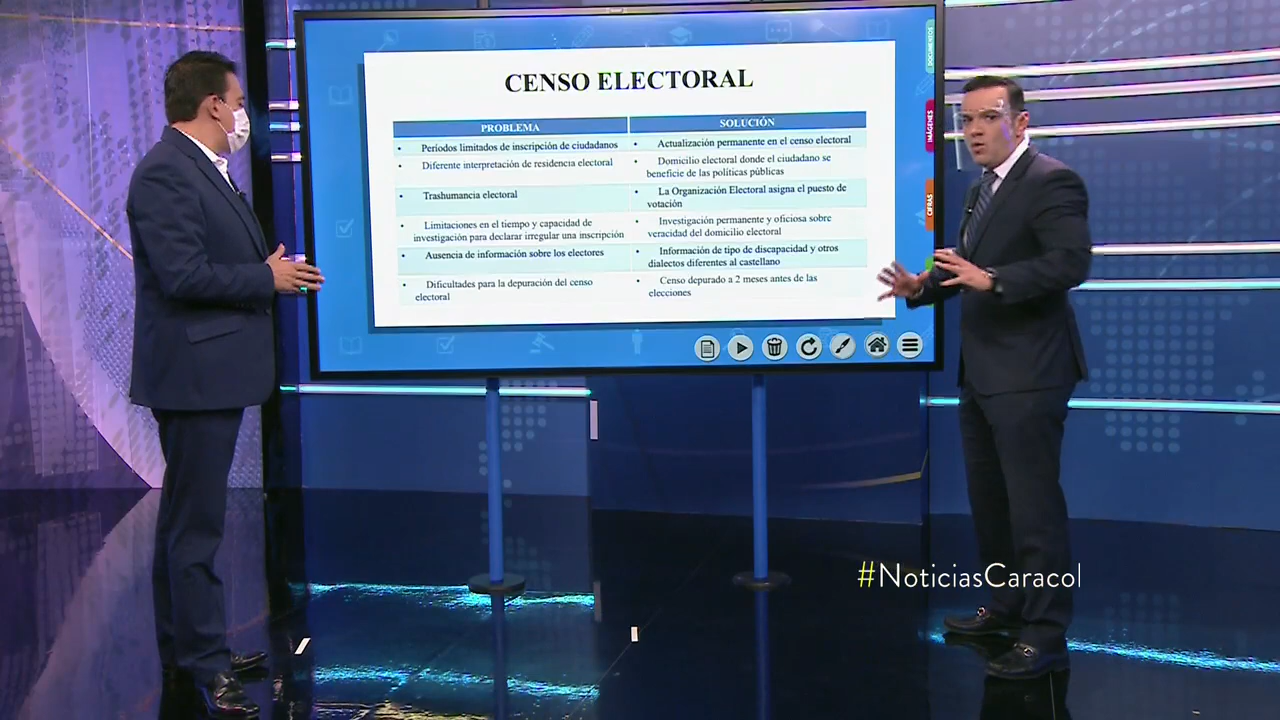 CENSO ELECTORAL
PROBLEMA
SOLUCIÓN
• Períodos limitados de inscripción de ciudadanos
• Actualización permanente en el censo electoral
• Diferente interpretación de residencia electoral
• Domicilio electoral donde el ciudadano se
beneficie de las políticas públicas
• Trashumancia electoral
• La Organización Electoral asigna el puesto de
votación
• Limitaciones en el tiempo y capacidad de
investigación para declarar irregular una inscripción
• Investigación permanente y oficiosa sobre
veracidad del domicilio electoral
• Ausencia de información sobre los electores
• Información de tipo de discapacidad y otros
dialectos diferentes al castellano
• Dificultades para la depuración del censo
electoral
• Censo depurado a 2 meses antes de las
elecciones
DOCUMENTOS
IMÁGENES
CIFRAS
#NoticiasCaracol